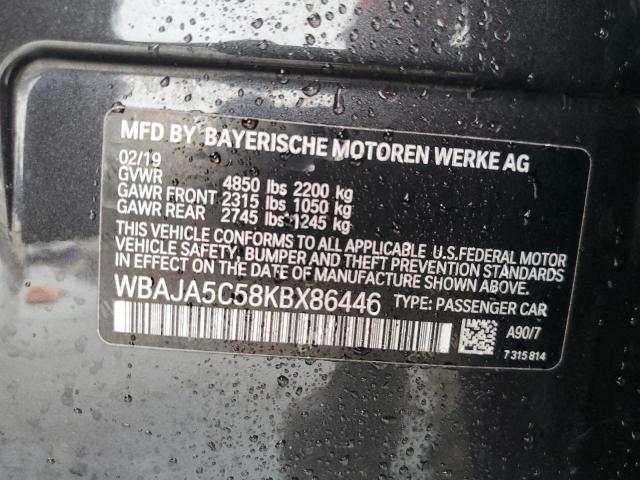 MFD BY BAYERISCHE MOTOREN WERKE AG
02/19
GVWR 4850 lbs 2200 kg
GAWR FRONT 2315 lbs 1050 kg
GAWR REAR 2745 lbs 1245 kg
THIS VEHICLE CONFORMS TO ALL APPLICABLE U.S.FEDERAL MOTOR
VEHICLE SAFETY, BUMPER AND THEFT PREVENTION STANDARDS
IN EFFECT ON THE DATE OF MANUFACTURE SHOWN ABOVE.
WBAJA5C58KBX86446 TYPE: PASSENGER CAR
A90/7
7 315 814